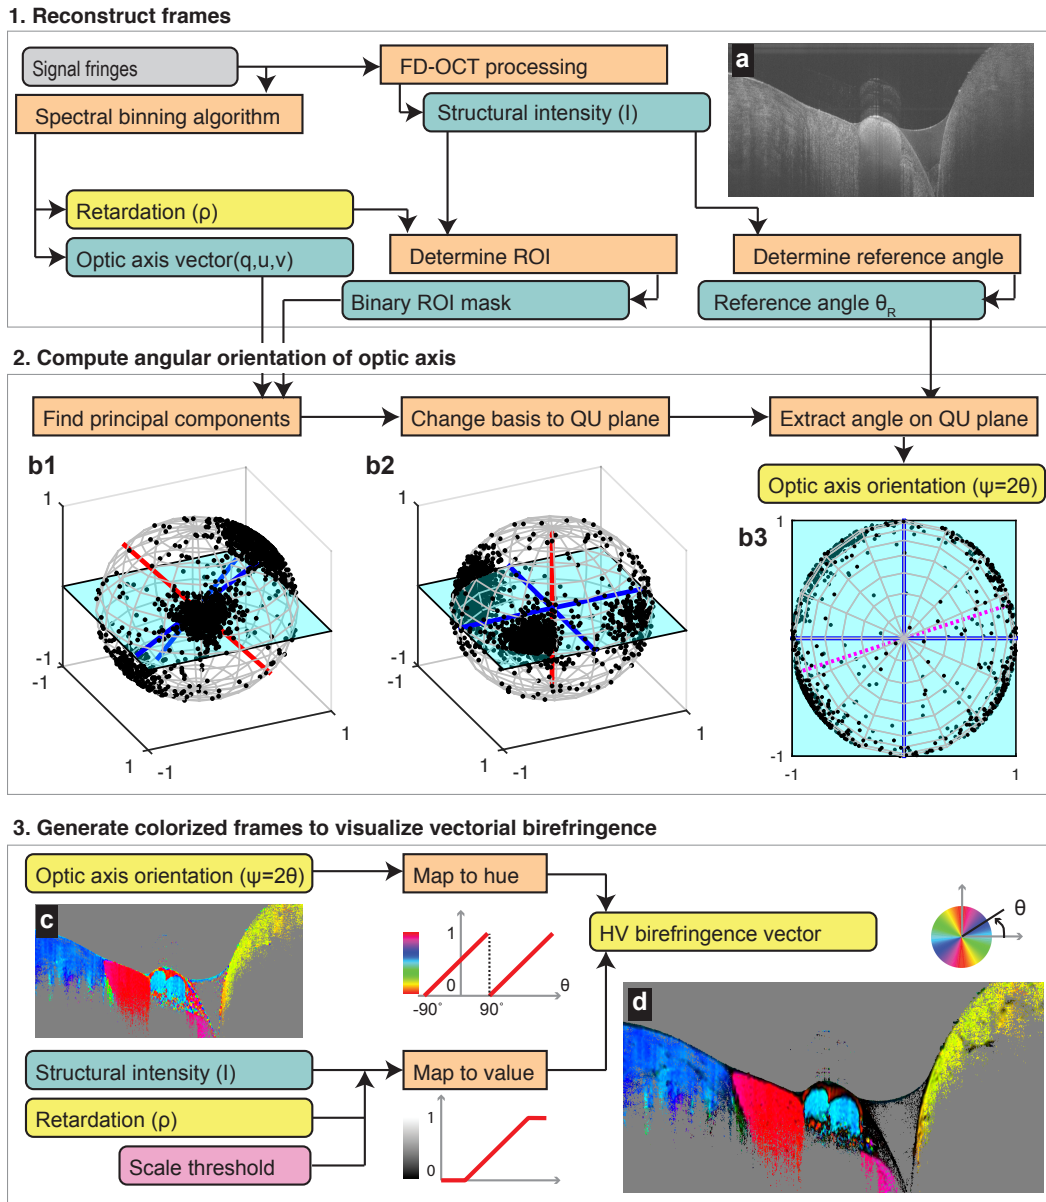 1. Reconstruct frames
Signal fringes
FD-OCT processing
a
Spectral binning algorithm
Structural intensity (I)
Retardation (ρ)
Optic axis vector(q,u,v)
Determine ROI
Determine reference angle
Binary ROI mask
Reference angle θR
2. Compute angular orientation of optic axis
Find principal components
Change basis to QU plane
Extract angle on QU plane
Optic axis orientation (ψ=2θ)
b1
1
-1
-1
1
-1
1
b2
1
-1
-1
1
-1
1
b3
1
-1
-1
1
3. Generate colorized frames to visualize vectorial birefringence
Optic axis orientation (ψ=2θ)
Map to hue
HV birefringence vector
θ
c
1
0
-90°
90°
θ
d
Structural intensity (I)
Map to value
Retardation (ρ)
Scale threshold
1
0